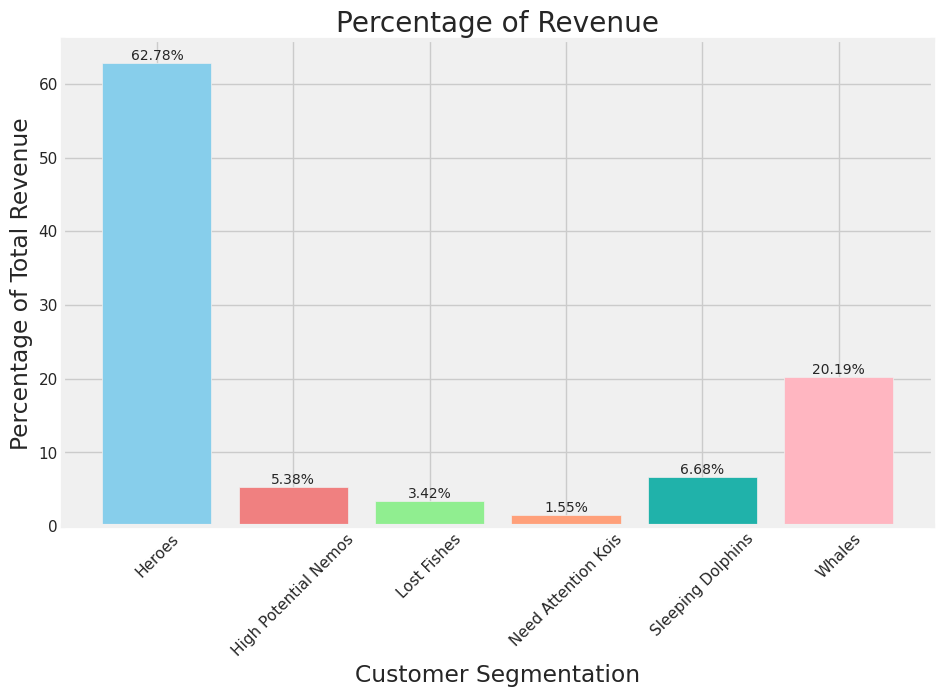 Percentage of Revenue
Percentage of Total Revenue
60
50
40
30
20
10
0
62.78%
5.38%
3.42%
1.55%
6.68%
20.19%
Heroes
High Potential Nemos
Lost Fishes
Need Attention Kois
Sleeping Dolphins
Whales
Customer Segmentation